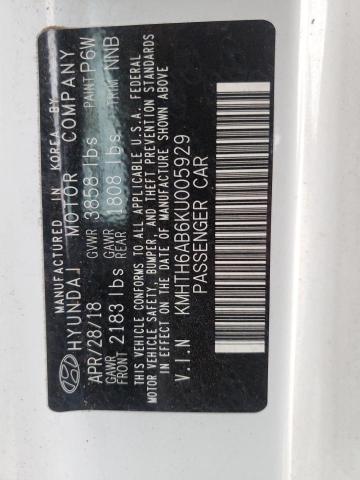 MANUFACTURED IN KOREA BY
HYUNDAI MOTOR COMPANY
APR/28/18 GVWR 3858 lbs PAINT P6W
GAWR FRONT 2183 lbs GAWR REAR 1808 lbs TRIM NNB
THIS VEHICLE CONFORMS TO ALL APPLICABLE U.S.A. FEDERAL
MOTOR VEHICLE SAFETY, BUMPER, AND THEFT PREVENTION STANDARDS
IN EFFECT ON THE DATE OF MANUFACTURE SHOWN ABOVE.
V.I.N KMHTH6AB6KU005929
PASSENGER CAR